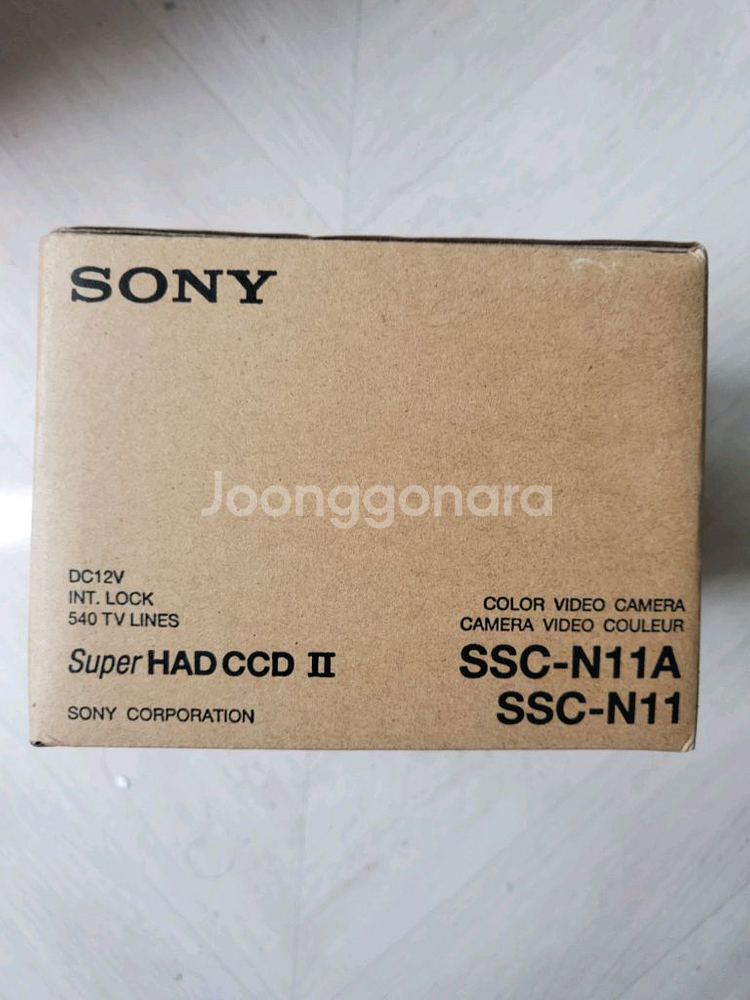 SONY
Joonggonara
DC12V
INT. LOCK
540 TV LINES
Super HAD CCD II
SONY CORPORATION
COLOR VIDEO CAMERA
CAMERA VIDEO COULEUR
SSC-N11A
SSC-N11